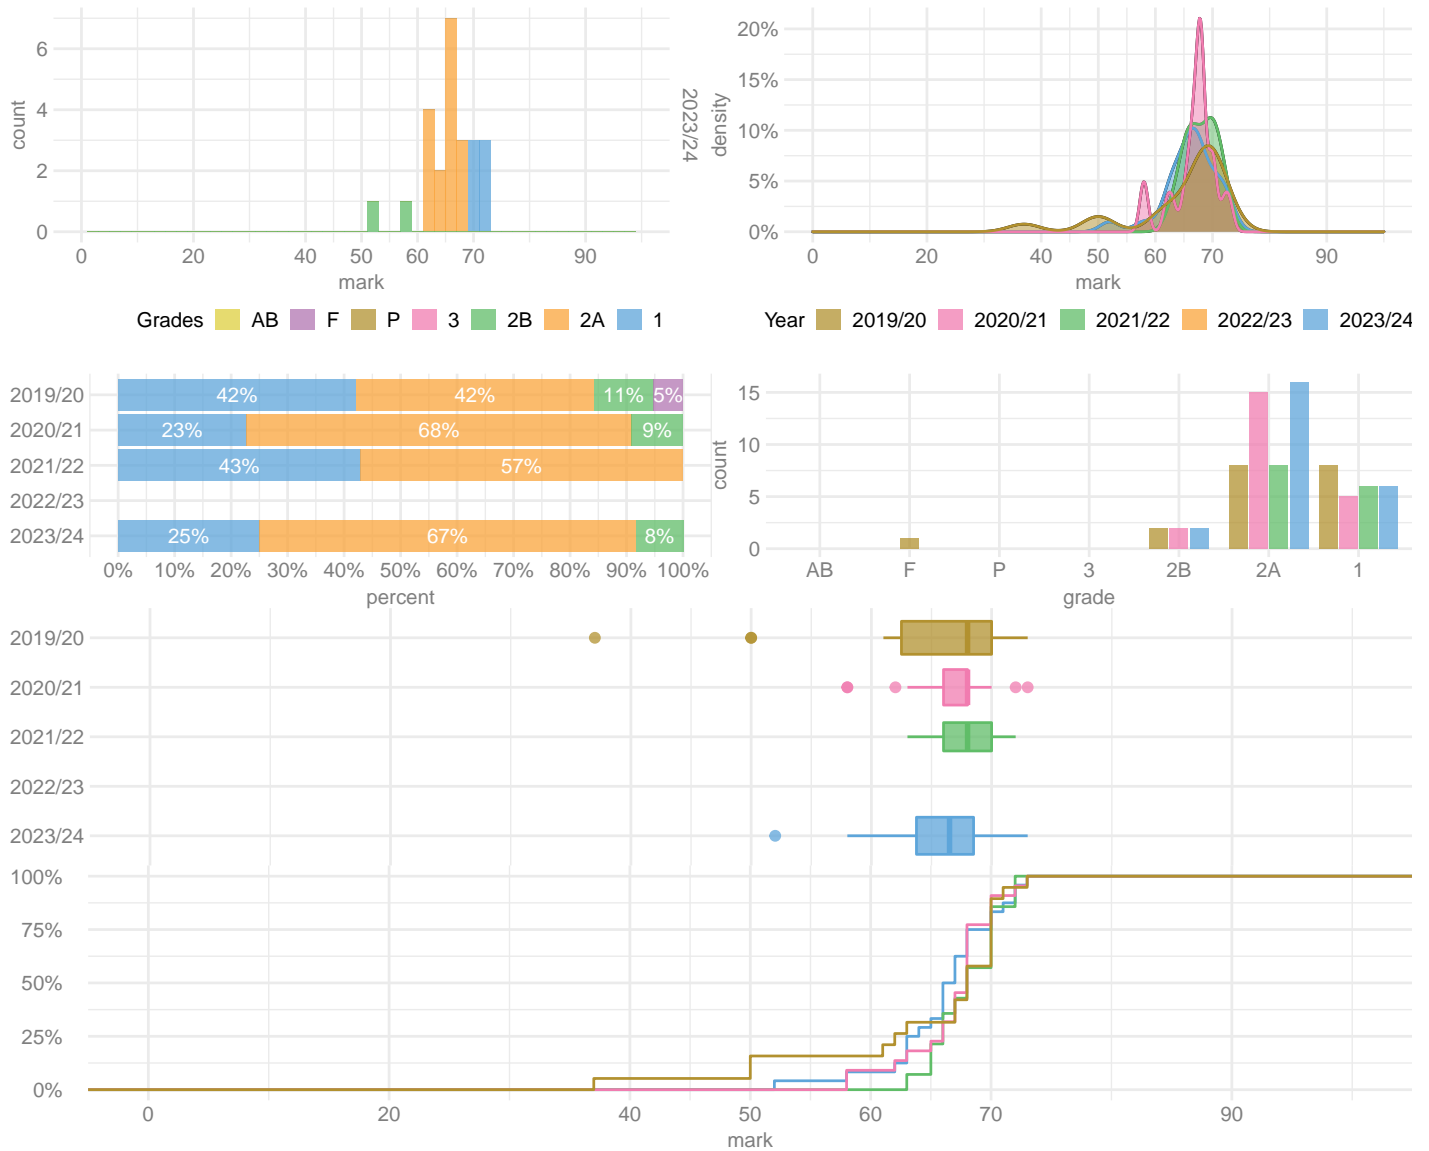 6
4
2
0
count
0 20 40 50 60 70 90
mark
2023/24
20%
15%
10%
5%
0%
density
0 20 40 50 60 70 90
mark
Grades AB F P 3 2B 2A 1
Year 2019/20 2020/21 2021/22 2022/23 2023/24
2019/20 42% 42% 11% 5%
2020/21 23% 68% 9%
2021/22 43% 57%
2022/23
2023/24 25% 67% 8%
0% 10% 20% 30% 40% 50% 60% 70% 80% 90% 100%
percent
15
10
5
0
count
AB F P 3 2B 2A 1
grade
2019/20
2020/21
2021/22
2022/23
2023/24
100%
75%
50%
25%
0%
0 20 40 50 60 70 90
mark